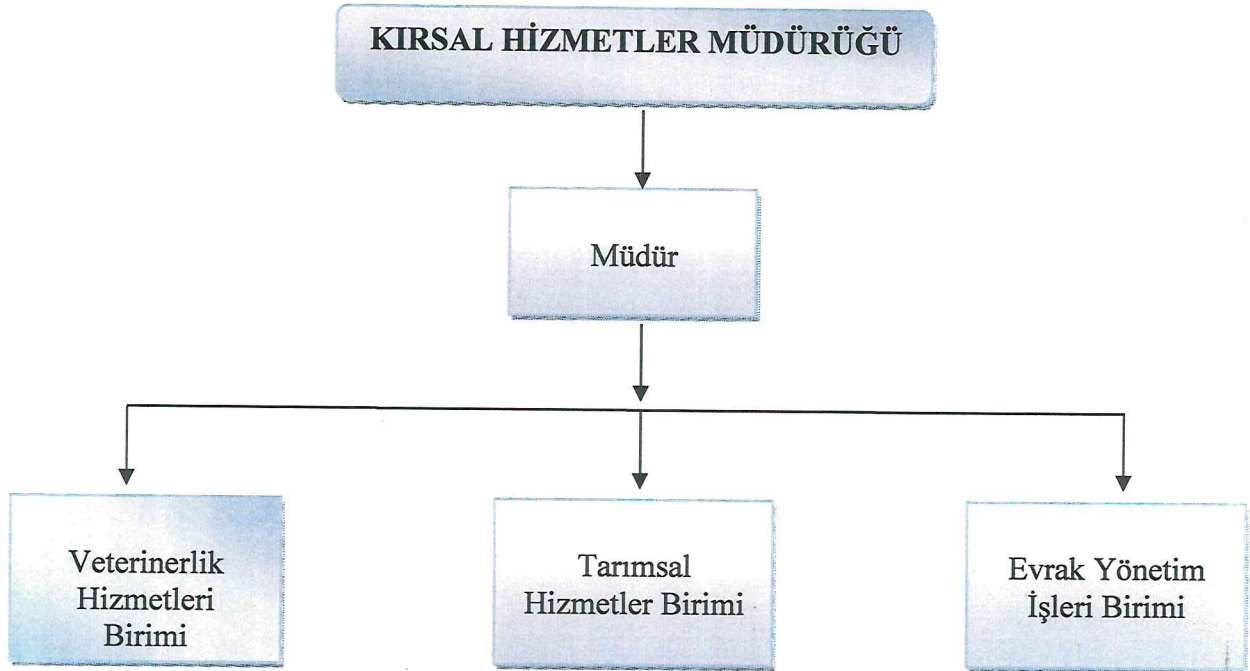 KIRSAL HİZMETLER MÜDÜRÜĞÜ
Müdür
Veterinerlik
Hizmetleri
Birimi
Tarımsal
Hizmetler Birimi
Evrak Yönetim
İşleri Birimi